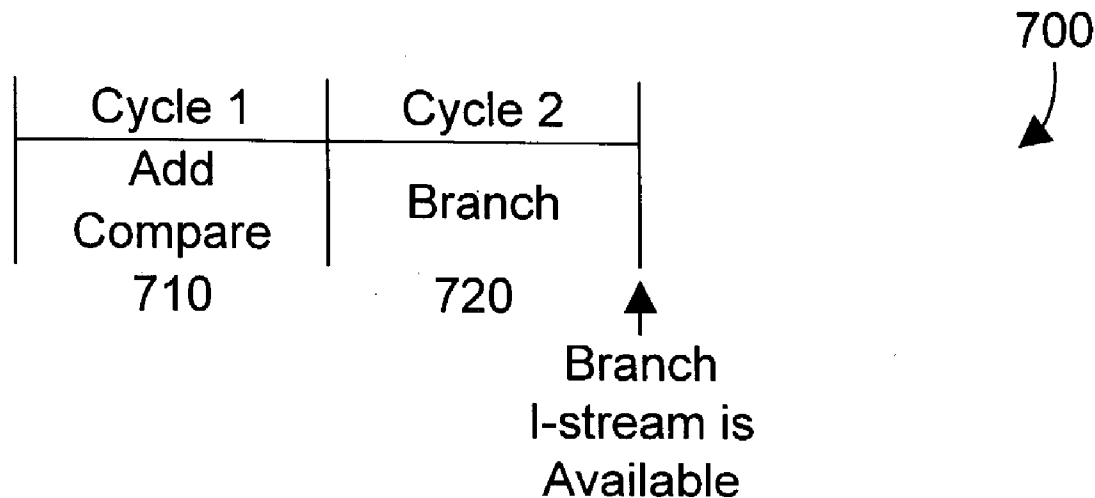 700
Cycle 1
Cycle 2
Add
Compare
Branch
710
720
Branch
I-stream is
Available